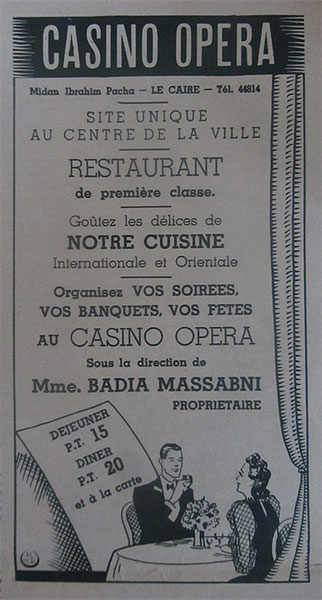 CASINO OPERA
Midan Ibrahim Pacha — LE CAIRE — Tél. 44814
SITE UNIQUE
AU CENTRE DE LA VILLE
RESTAURANT
de première classe.
Goûtez les délices de
NOTRE CUISINE
Internationale et Orientale
Organisez VOS SOIREES,
VOS BANQUETS, VOS FETES
AU CASINO OPERA
Sous la direction de
Mme. BADIA MASSABNI
PROPRIETAIRE
DEJEUNER
P.T. 15
DINER
P.T. 20
et à la carte